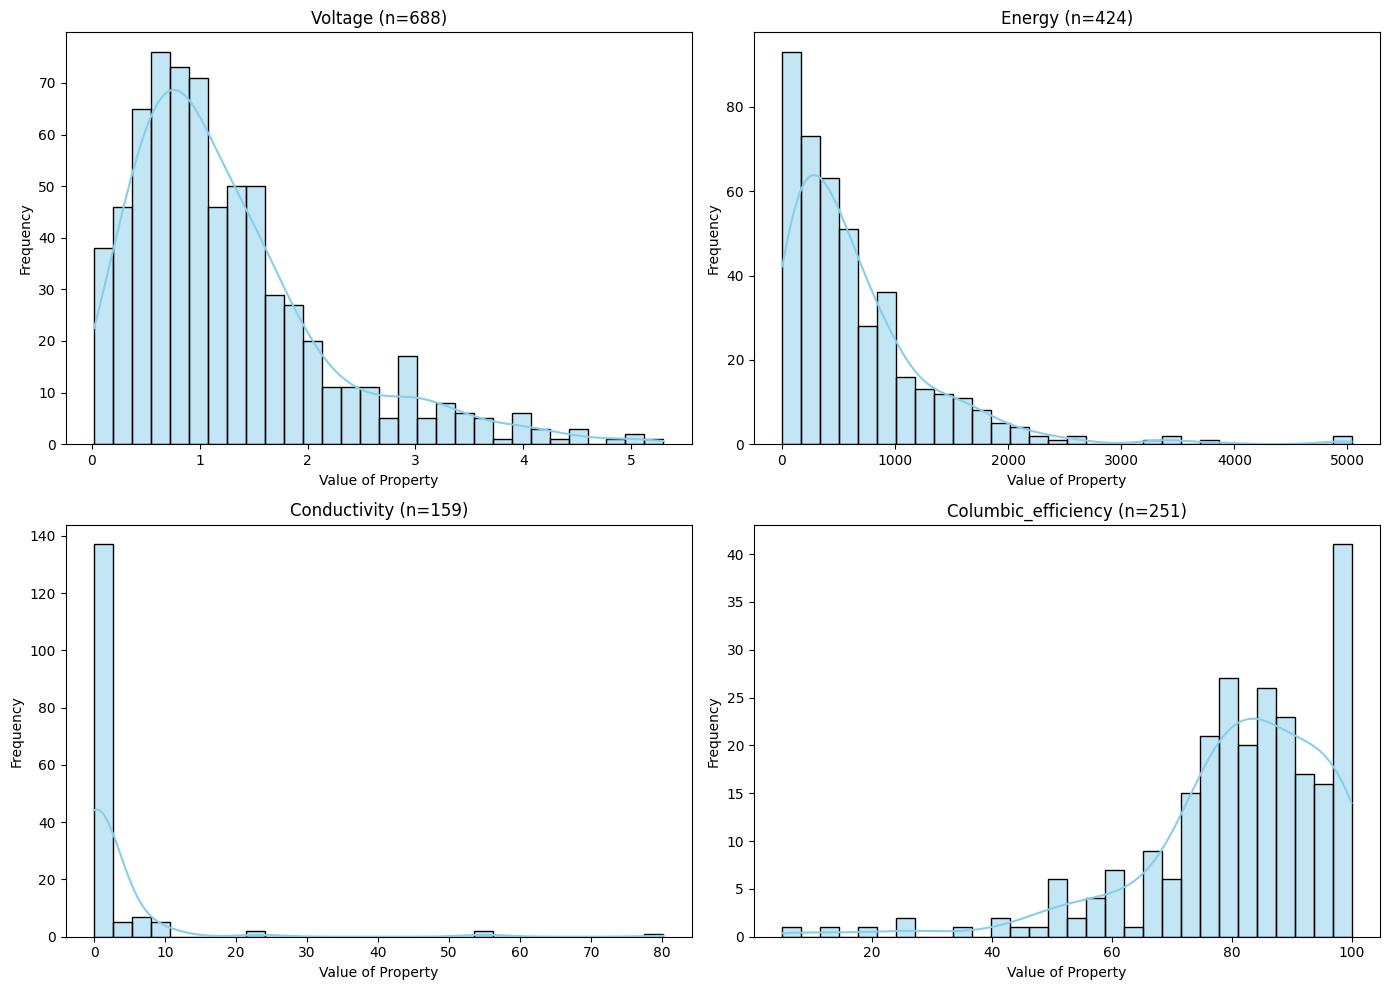 Voltage (n=688)
Frequency
70
60
50
40
30
20
10
0
0 1 2 3 4 5
Value of Property
Energy (n=424)
Frequency
80
60
40
20
0
0 1000 2000 3000 4000 5000
Value of Property
Conductivity (n=159)
Frequency
140
120
100
80
60
40
20
0
0 10 20 30 40 50 60 70 80
Value of Property
Columbic_efficiency (n=251)
Frequency
40
35
30
25
20
15
10
5
0
20 40 60 80 100
Value of Property